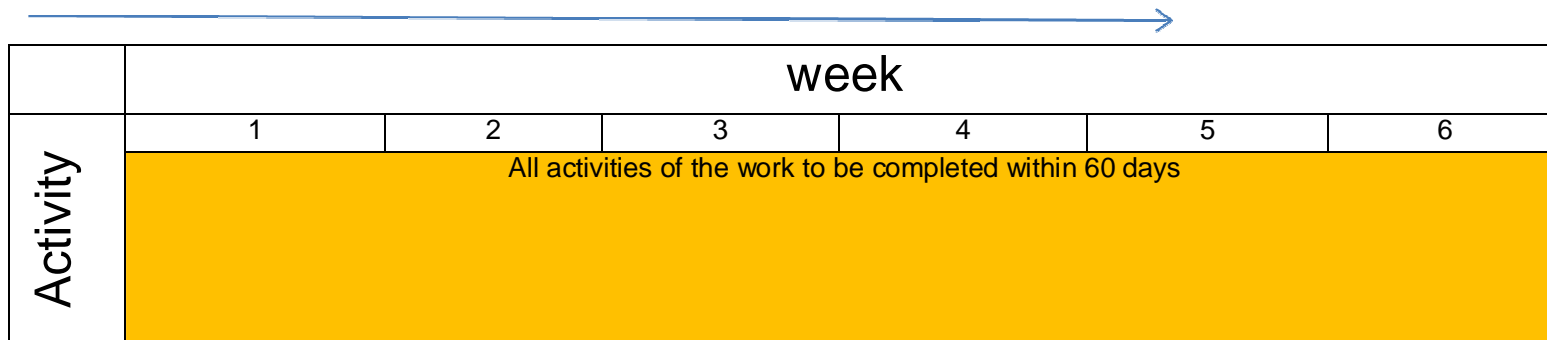 week
1 2 3 4 5 6
Activity
All activities of the work to be completed within 60 days